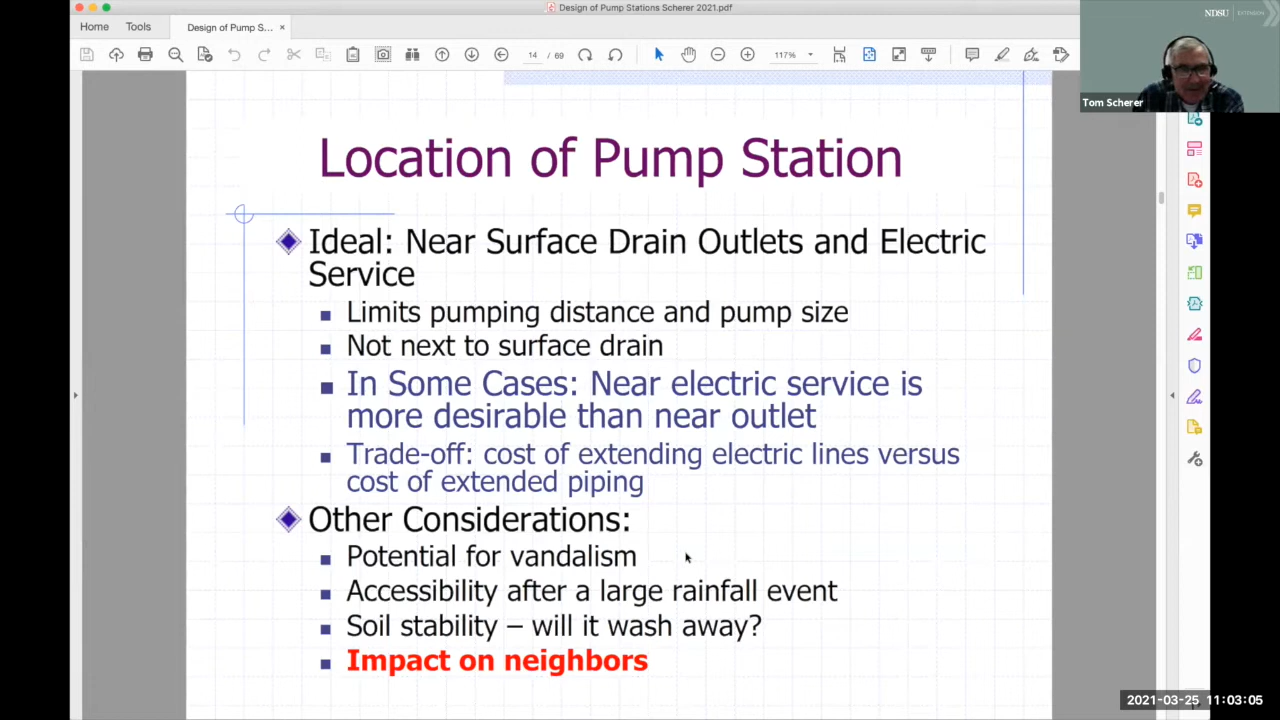 Design of Pump Stations Scherer 2021.pdf
Home
Tools
Design of Pump S...
×
14 / 69
117%
NDSU EXTENSION
Tom Scherer
Location of Pump Station
Ideal: Near Surface Drain Outlets and Electric
Service
Limits pumping distance and pump size
Not next to surface drain
In Some Cases: Near electric service is
more desirable than near outlet
Trade-off: cost of extending electric lines versus
cost of extended piping
Other Considerations:
Potential for vandalism
Accessibility after a large rainfall event
Soil stability – will it wash away?
Impact on neighbors
2021-03-25 11:03:05